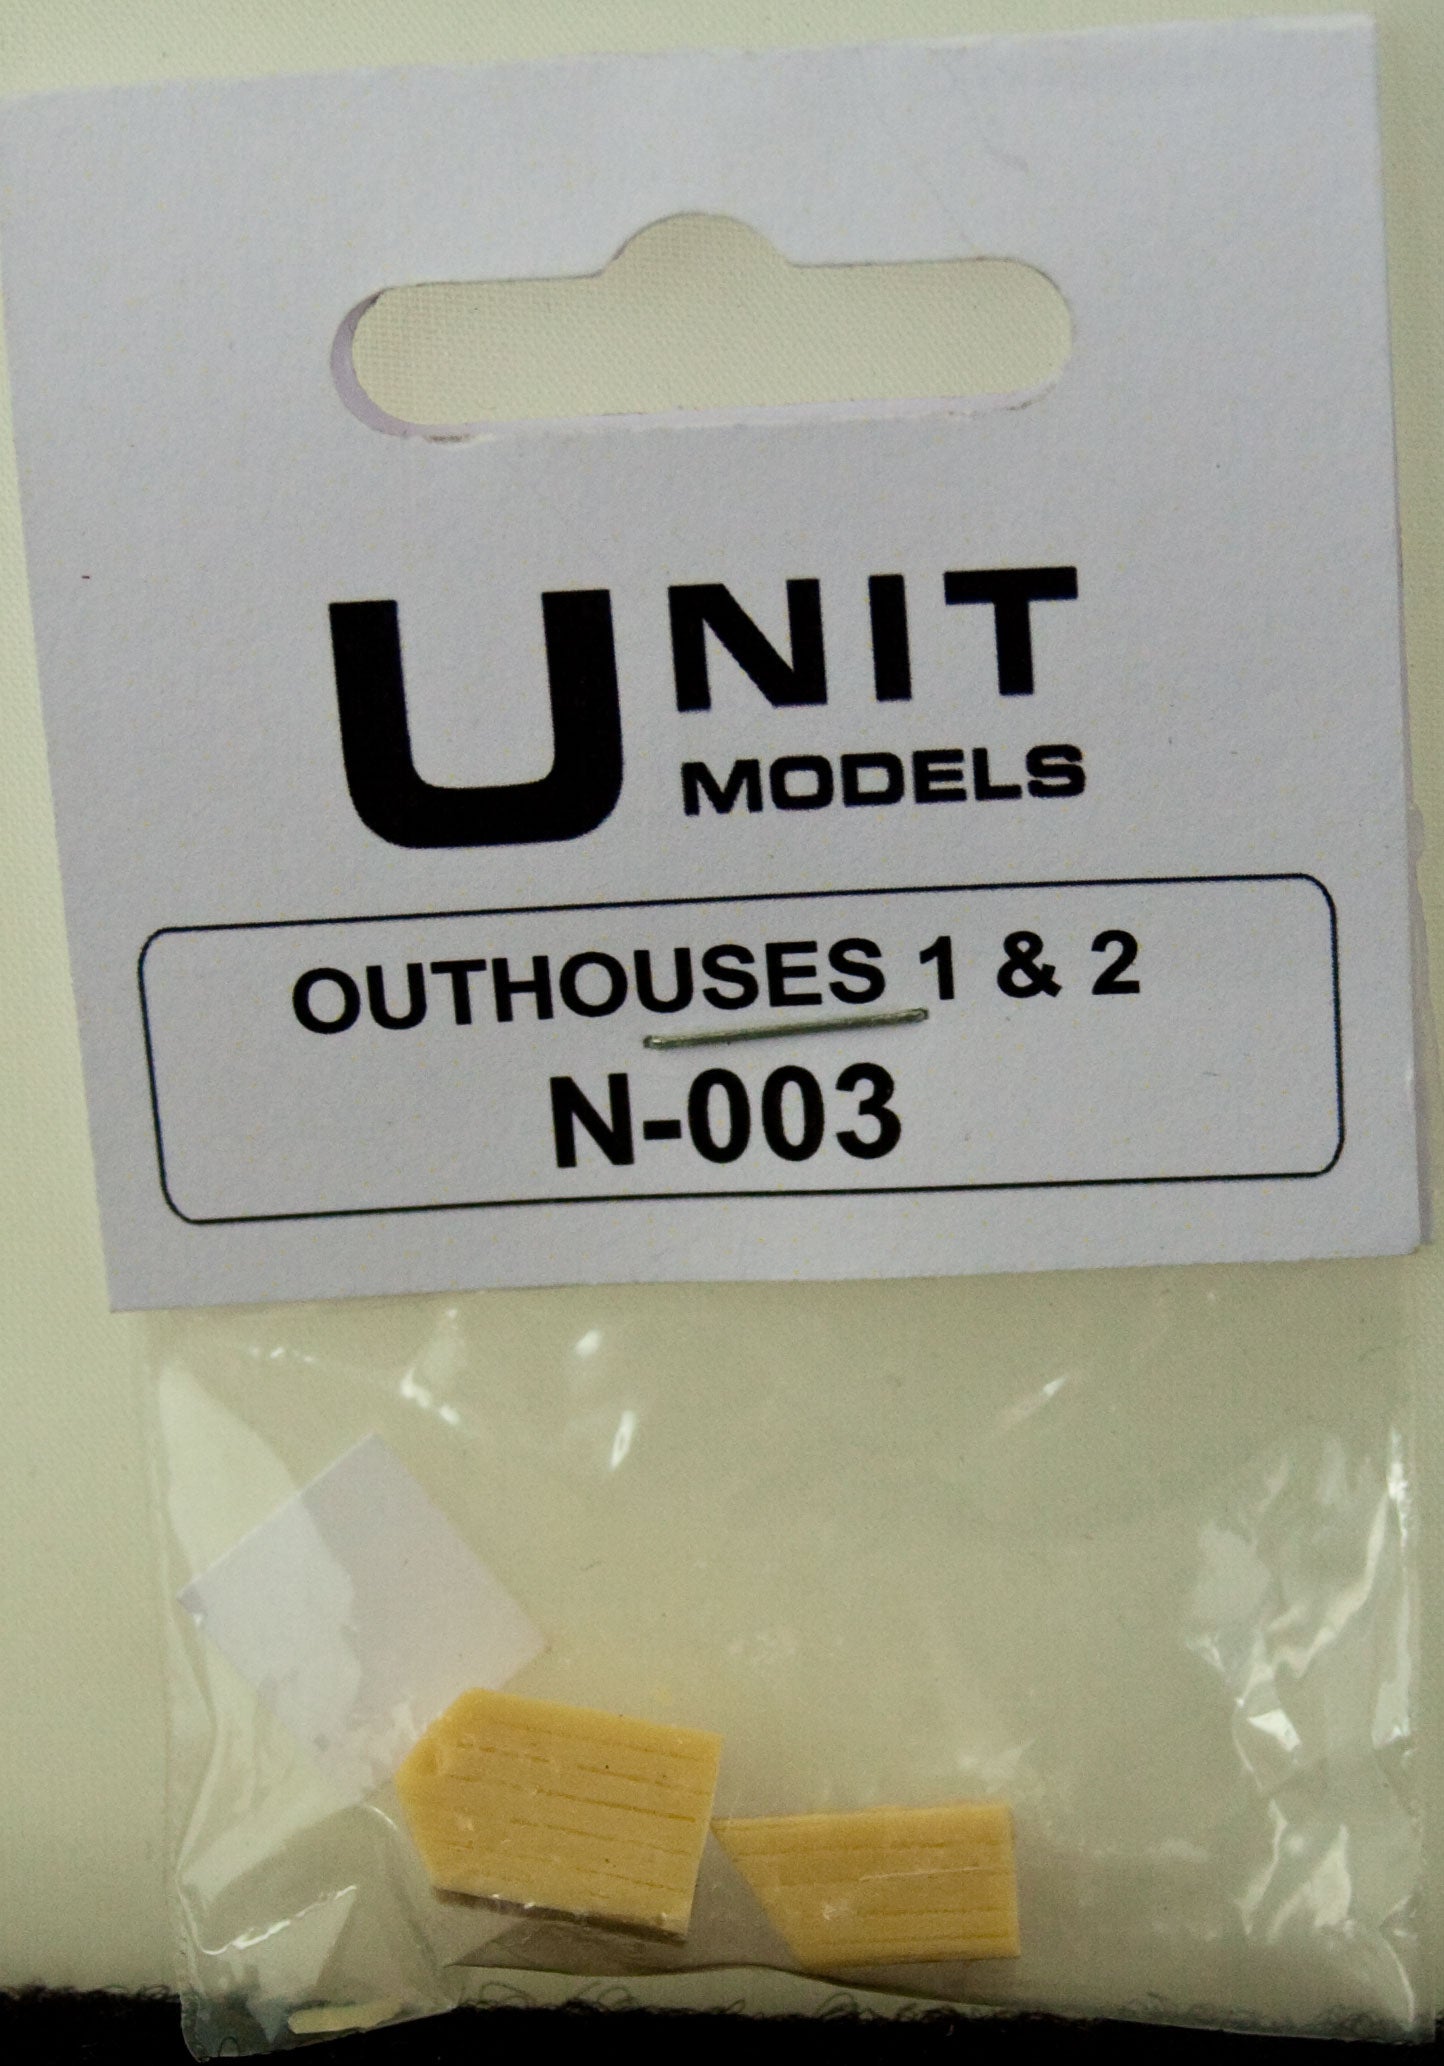 UNIT
MODELS
OUTHOUSES 1 & 2
N-003